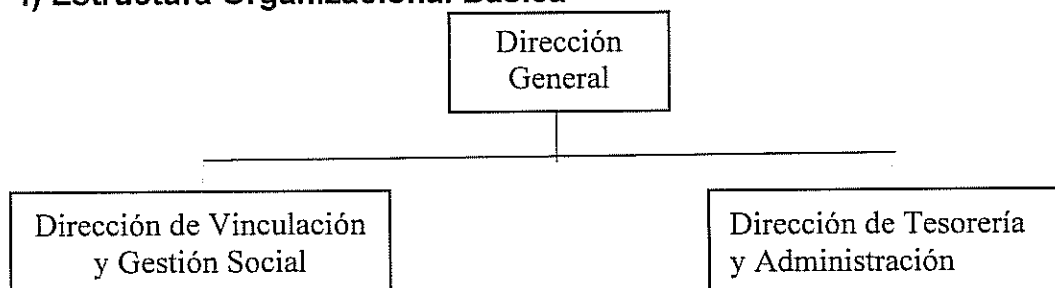 Estructura Organizacional Básica
Dirección
General
Dirección de Vinculación
y Gestión Social
Dirección de Tesorería
y Administración